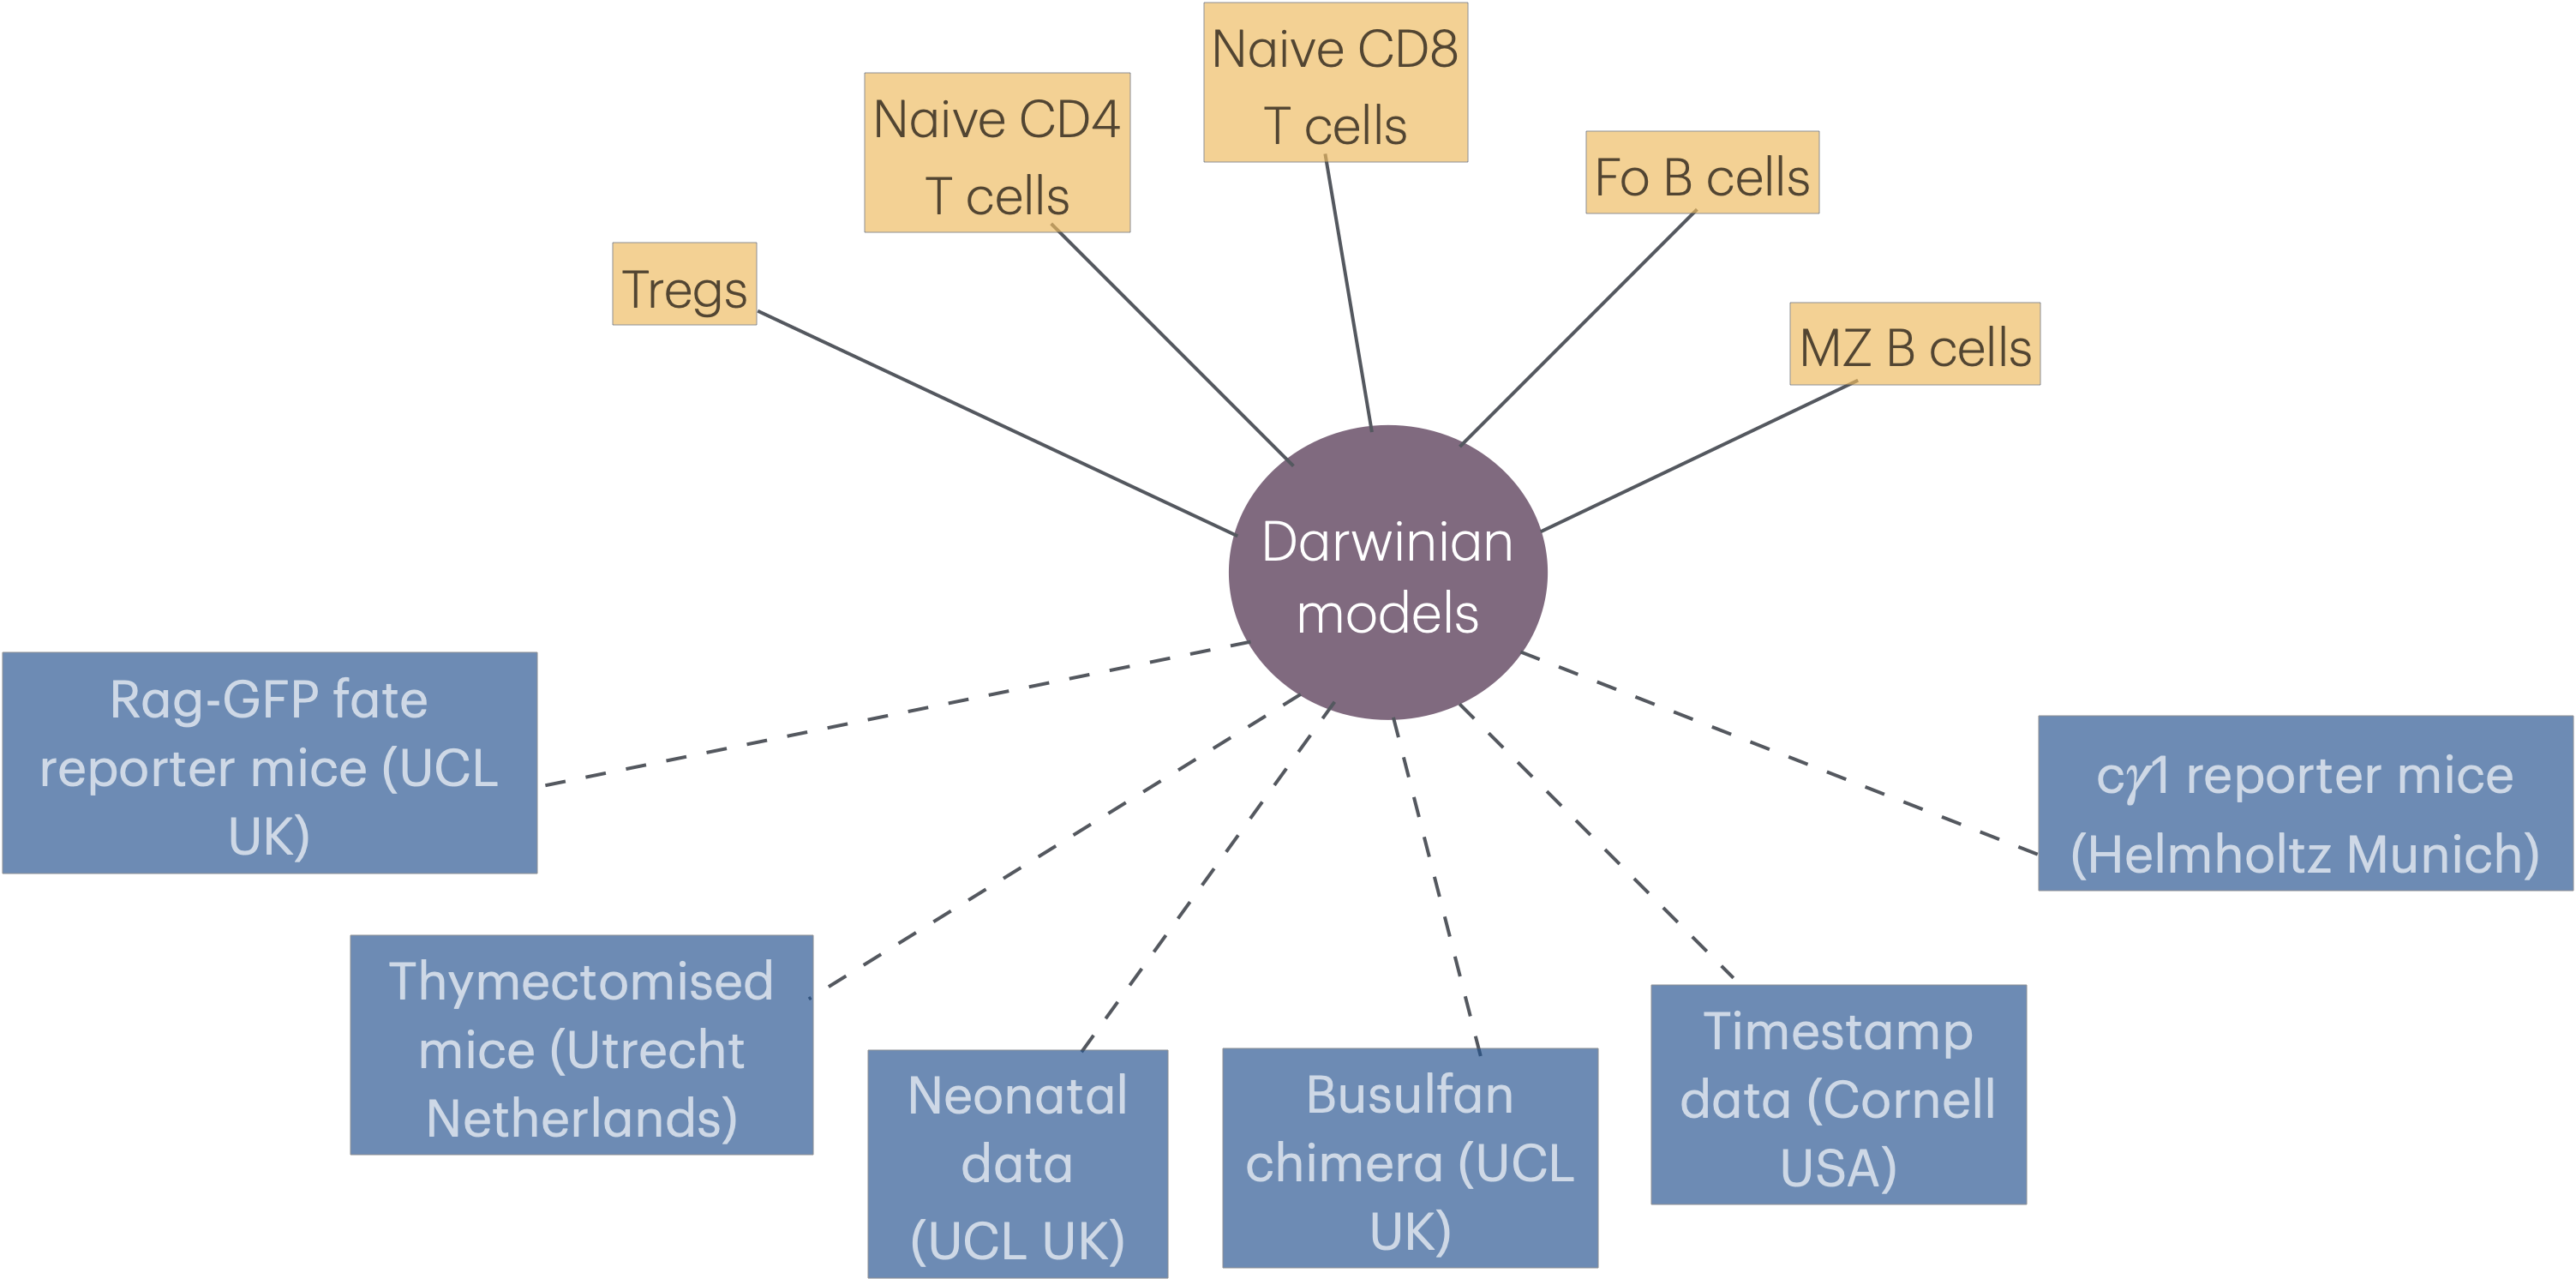 Naive CD8
T cells
Naive CD4
T cells
Fo B cells
Tregs
MZ B cells
Darwinian
models
Rag-GFP fate
reporter mice (UCL
UK)
cγ1 reporter mice
(Helmholtz Munich)
Thymectomised
mice (Utrecht
Netherlands)
Neonatal
data
(UCL UK)
Busulfan
chimera (UCL
UK)
Timestamp
data (Cornell
USA)